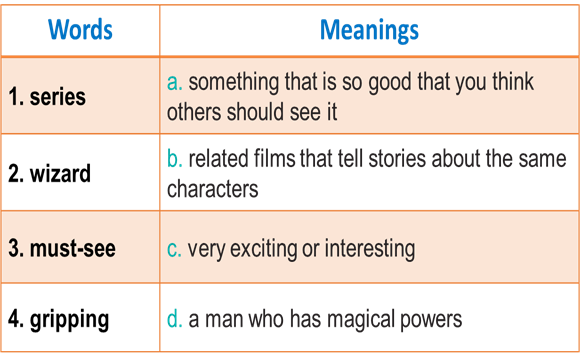 Words Meanings
1. series
a. something that is so good that you think
others should see it
2. wizard
b. related films that tell stories about the same
characters
3. must-see
c. very exciting or interesting
4. gripping
d. a man who has magical powers